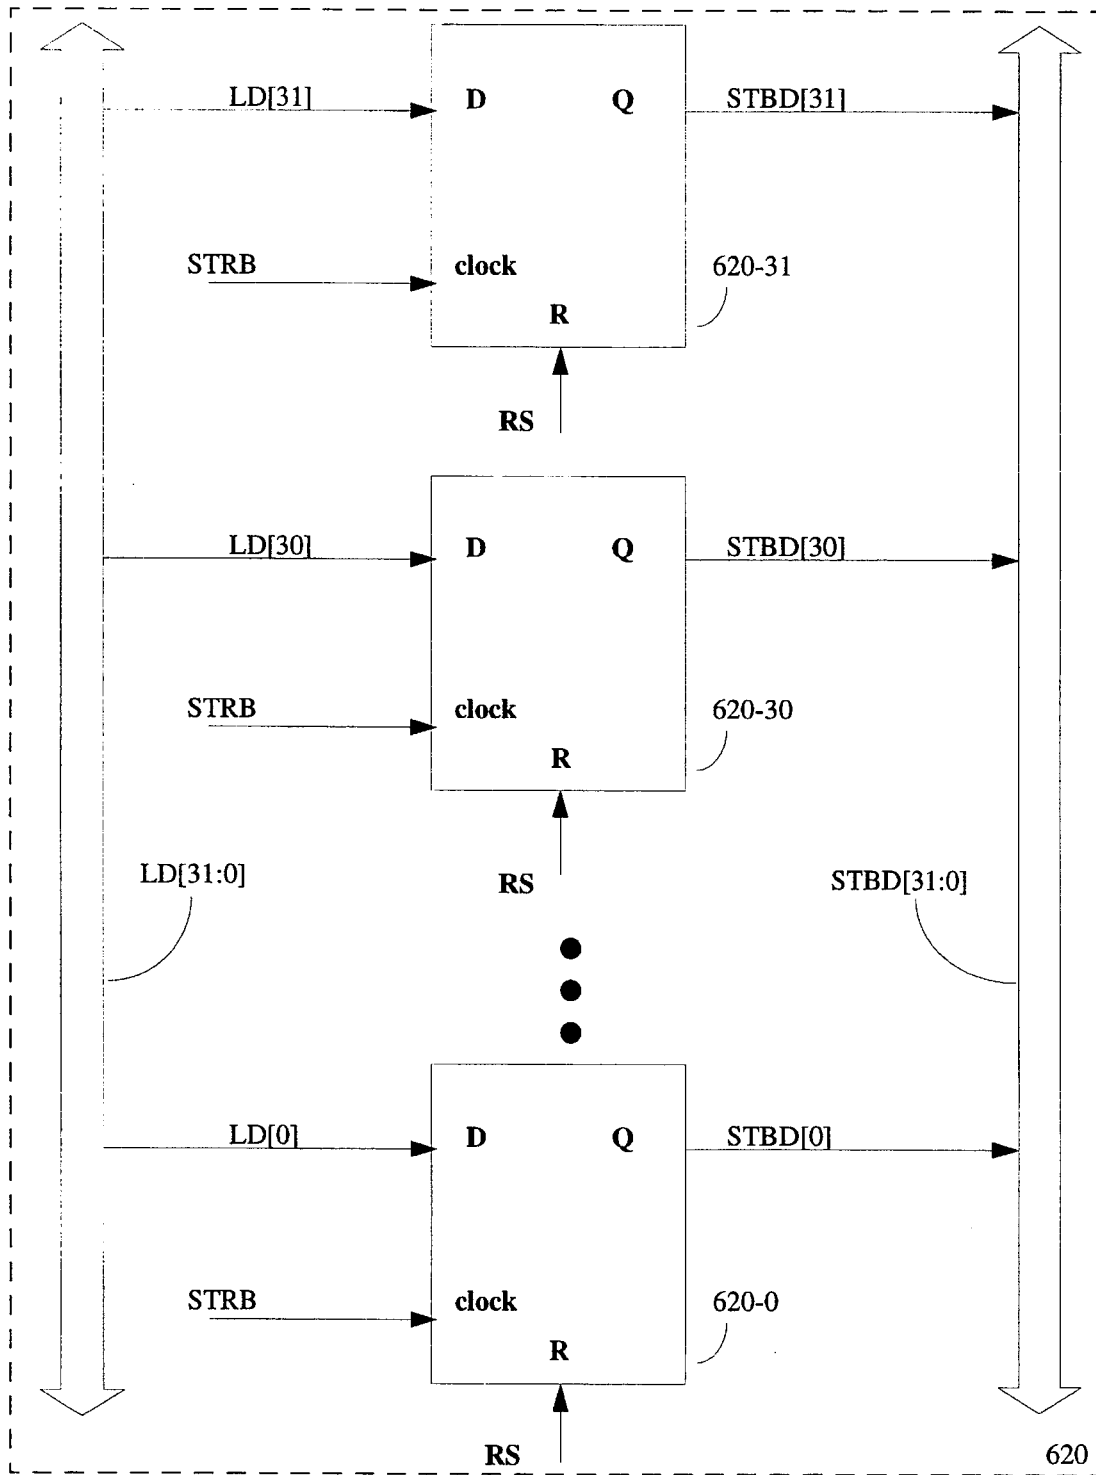 LD[31] D Q STBD[31]
STRB clock 620-31
R
RS
LD[30] D Q STBD[30]
STRB clock 620-30
R
RS
LD[31:0] STBD[31:0]
LD[0] D Q STBD[0]
STRB clock 620-0
R
RS
620